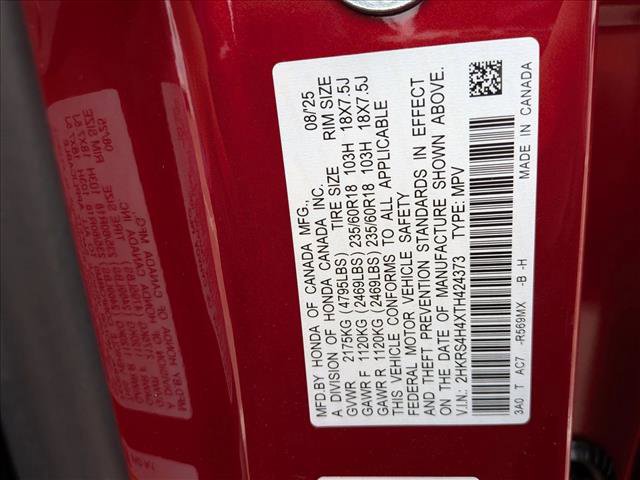 MFD.BY HONDA OF CANADA MFG., 08/'25
A DIVISION OF HONDA CANADA INC.
TIRE SIZE RIM SIZE
GVWR 2175KG (4795LBS)
GAWR F 1120KG (2469LBS) 235/60R18 103H 18X7.5J
GAWR R 1120KG (2469LBS) 235/60R18 103H 18X7.5J
THIS VEHICLE CONFORMS TO ALL APPLICABLE
FEDERAL MOTOR VEHICLE SAFETY
AND THEFT PREVENTION STANDARDS IN EFFECT
ON THE DATE OF MANUFACTURE SHOWN ABOVE.
V.I.N.: 2HKRS4H4XTH424373 TYPE: MPV
3A0 T AC7 -R569MX -B -H MADE IN CANADA